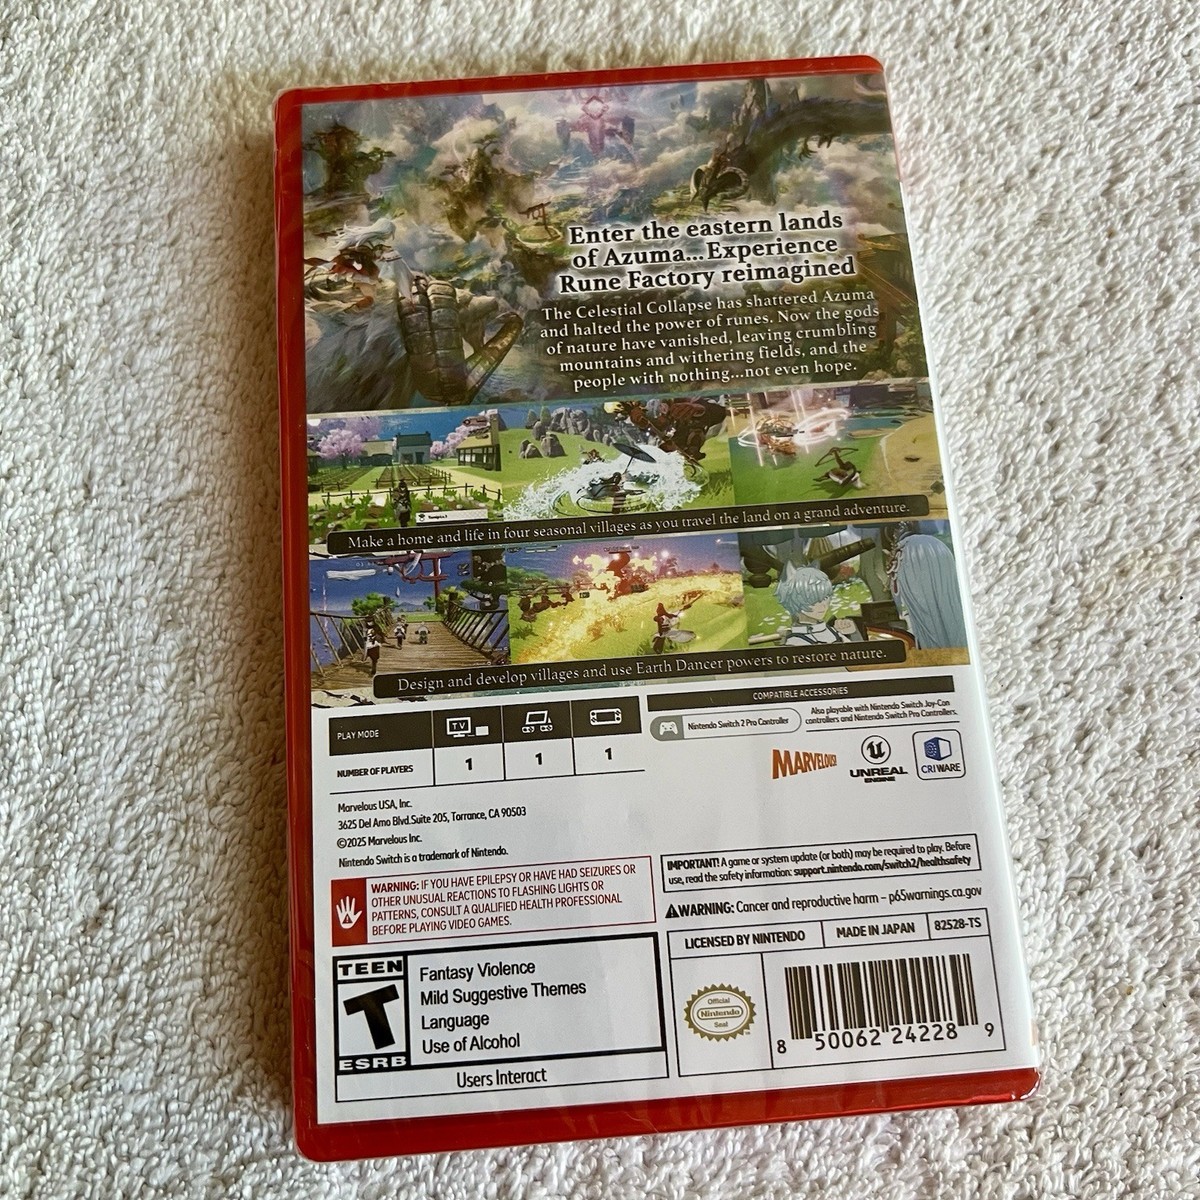 Enter the eastern lands
of Azuma...Experience
Rune Factory reimagined
The Celestial Collapse has shattered Azuma
and halted the power of runes. Now the gods
of nature have vanished, leaving crumbling
mountains and withering fields, and the
people with nothing...not even hope.
Make a home and life in four seasonal villages as you travel the land on a grand adventure.
Design and develop villages and use Earth Dancer powers to restore nature.
PLAY MODE
TV
NUMBER OF PLAYERS
1
1
1
COMPATIBLE ACCESSORIES
Nintendo Switch 2 Pro Controller
Also playable with Nintendo Switch Joy-Con
controllers and Nintendo Switch Pro Controllers.
MARVELOUS!
UNREAL
ENGINE
CRIWARE
Marvelous USA, Inc.
3625 Del Amo Blvd.Suite 205, Torrance, CA 90503
©2025 Marvelous Inc.
Nintendo Switch is a trademark of Nintendo.
WARNING: IF YOU HAVE EPILEPSY OR HAVE HAD SEIZURES OR
OTHER UNUSUAL REACTIONS TO FLASHING LIGHTS OR
PATTERNS, CONSULT A QUALIFIED HEALTH PROFESSIONAL
BEFORE PLAYING VIDEO GAMES.
IMPORTANT! A game or system update (or both) may be required to play. Before
use, read the safety information: support.nintendo.com/switch2/healthsafety
WARNING: Cancer and reproductive harm – p65warnings.ca.gov
LICENSED BY NINTENDO
MADE IN JAPAN
82528-TS
TEEN
T
ESRB
Fantasy Violence
Mild Suggestive Themes
Language
Use of Alcohol
Users Interact
Official
Nintendo
Seal
8 50062 24228 9